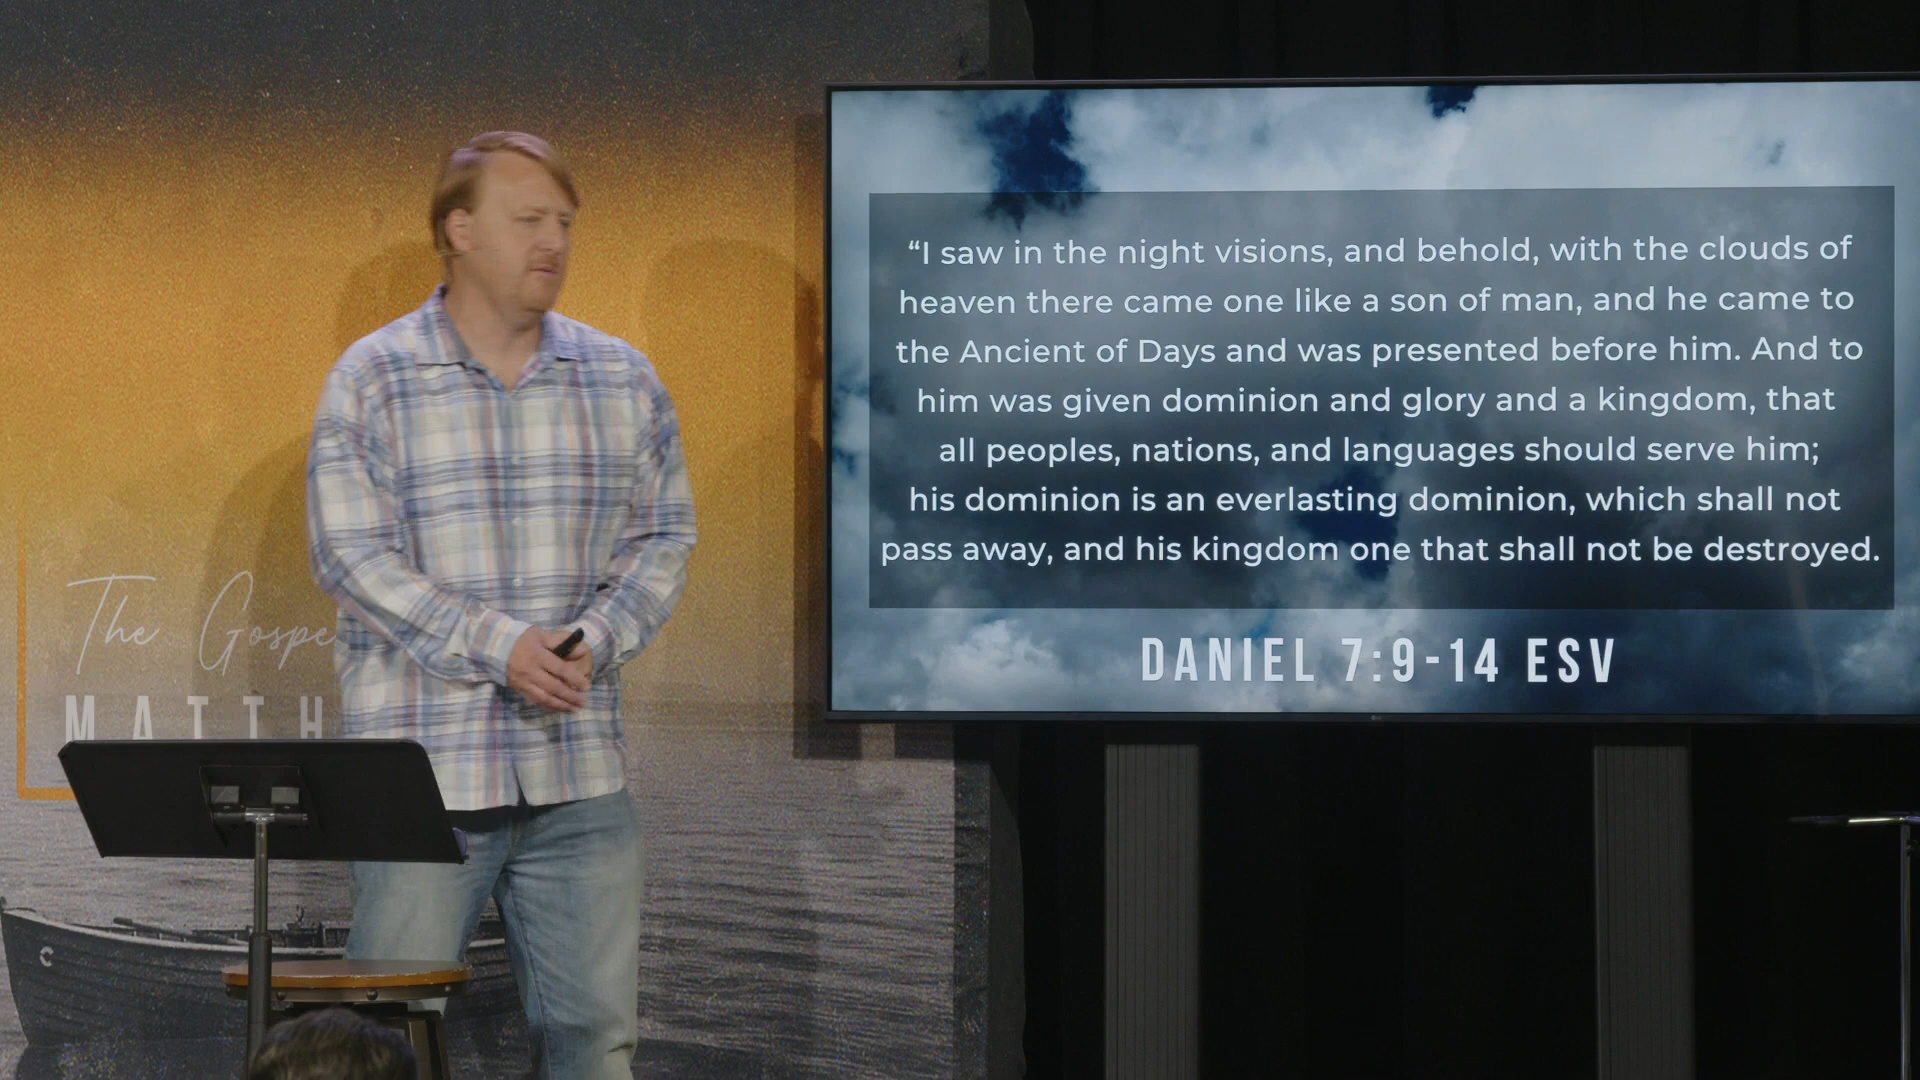 “I saw in the night visions, and behold, with the clouds of
heaven there came one like a son of man, and he came to
the Ancient of Days and was presented before him. And to
him was given dominion and glory and a kingdom, that
all peoples, nations, and languages should serve him;
his dominion is an everlasting dominion, which shall not
pass away, and his kingdom one that shall not be destroyed.
DANIEL 7:9-14 ESV
The Gospe
MATTH
C